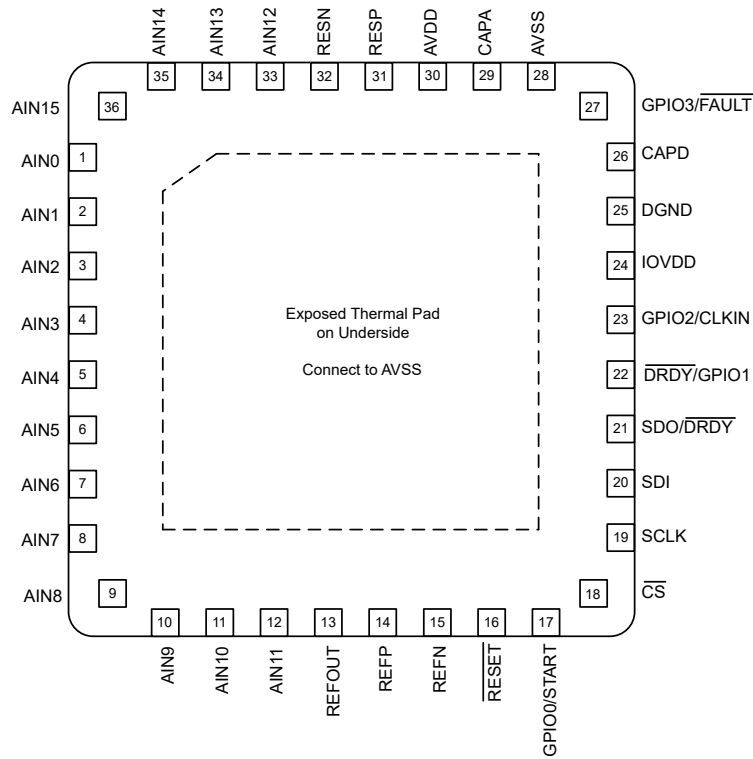 AIN14
AIN13
AIN12
RESN
RESP
AVDD
CAPA
AVSS
35
34
33
32
31
30
29
28
AIN15
36
27
GPIO3/FAULT
AIN0
1
26
CAPD
AIN1
2
25
DGND
AIN2
3
24
IOVDD
AIN3
4
Exposed Thermal Pad
on Underside
Connect to AVSS
23
GPIO2/CLKIN
AIN4
5
22
DRDY/GPIO1
AIN5
6
21
SDO/DRDY
AIN6
7
20
SDI
AIN7
8
19
SCLK
AIN8
9
18
CS
10
11
12
13
14
15
16
17
AIN9
AIN10
AIN11
REFOUT
REFP
REFN
RESET
GPIO0/START